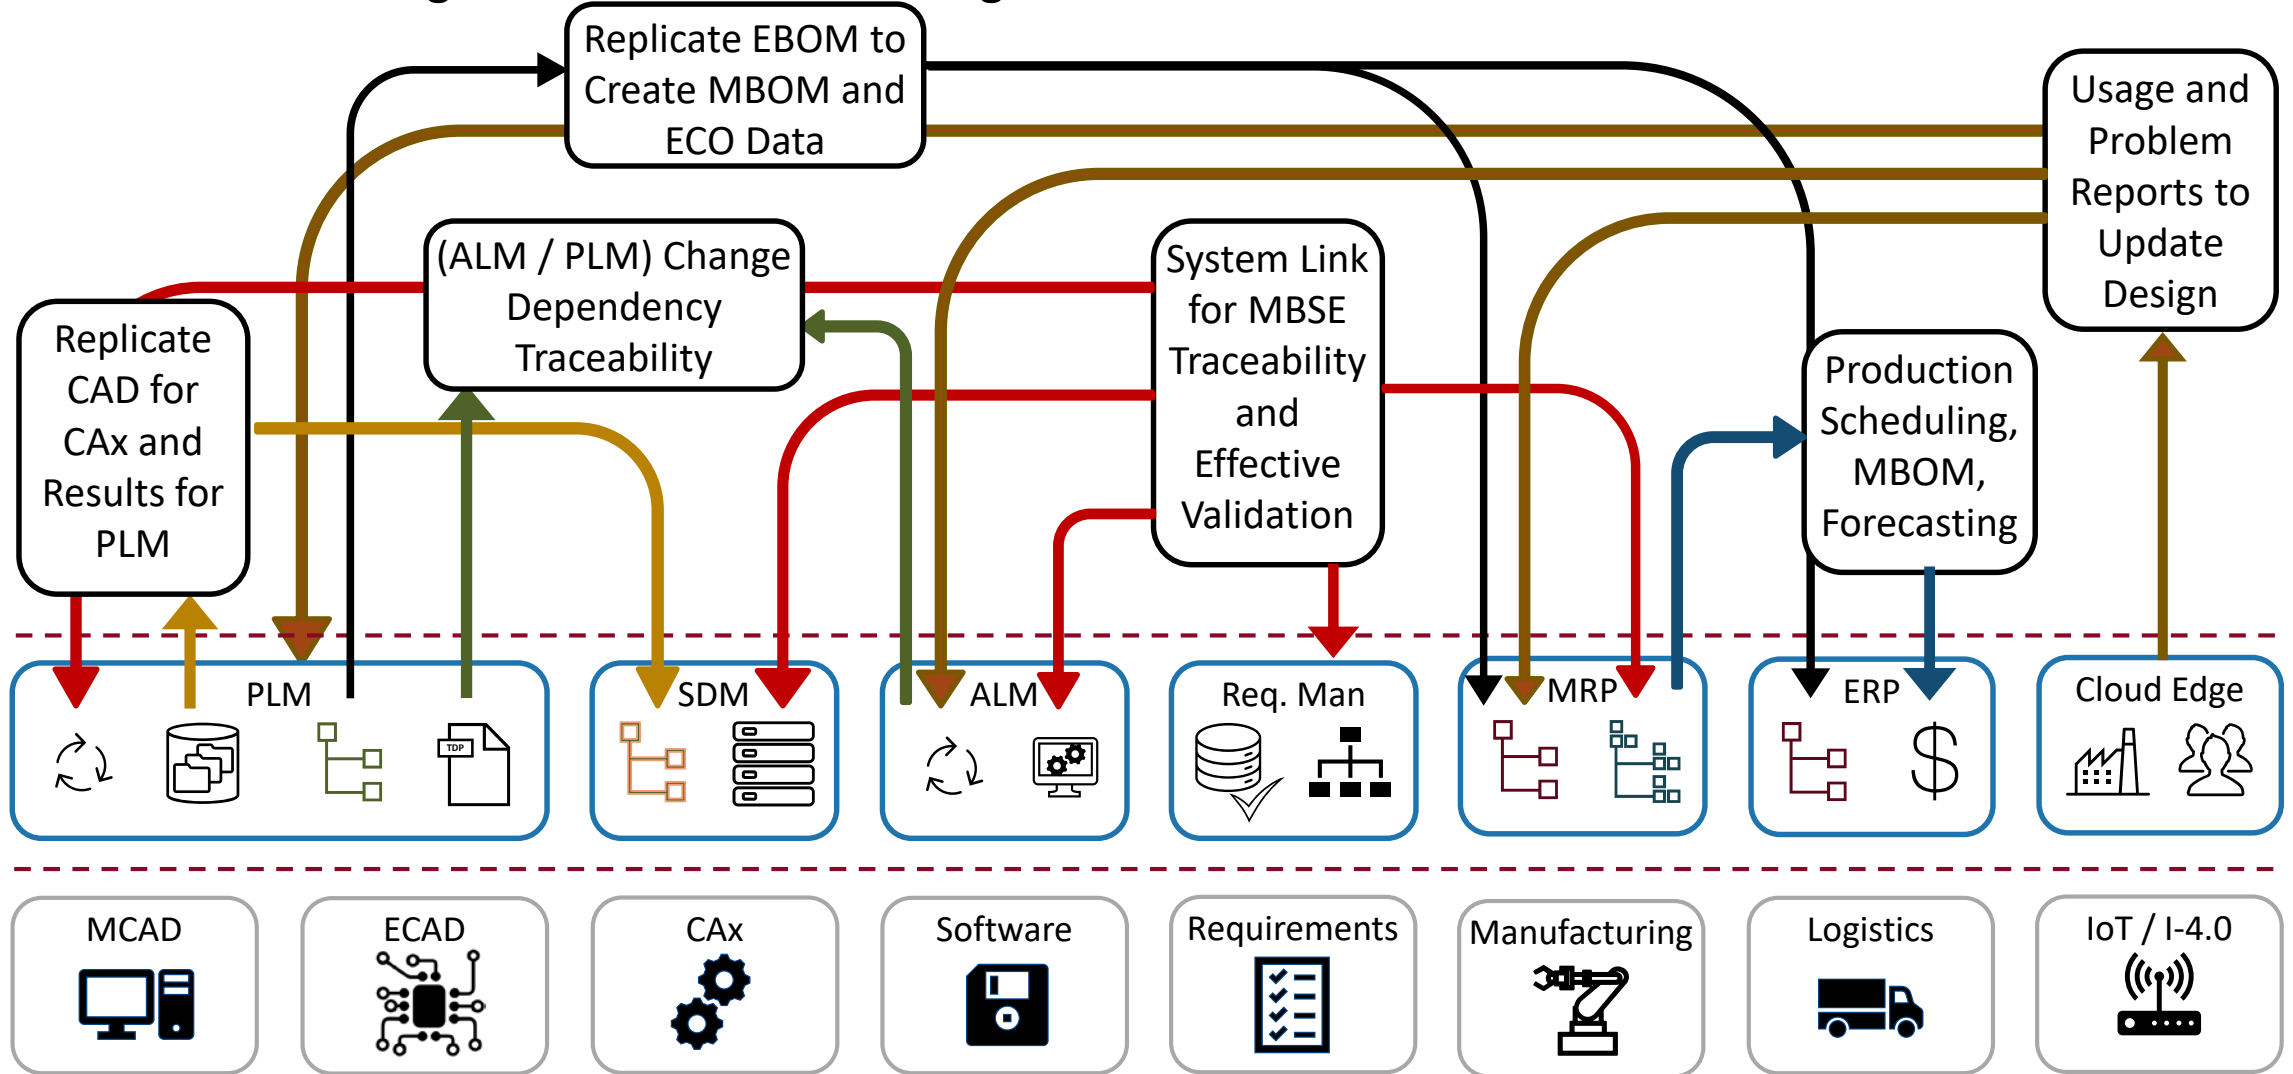 Replicate EBOM to
Create MBOM and
ECO Data
Usage and
Problem
Reports to
Update
Design
(ALM / PLM) Change
Dependency
Traceability
System Link
for MBSE
Traceability
and
Effective
Validation
Replicate
CAD for
CAx and
Results for
PLM
Production
Scheduling,
MBOM,
Forecasting
PLM
SDM
ALM
Req. Man
MRP
ERP
Cloud Edge
TDP
$
MCAD
ECAD
CAx
Software
Requirements
Manufacturing
Logistics
IoT / I-4.0